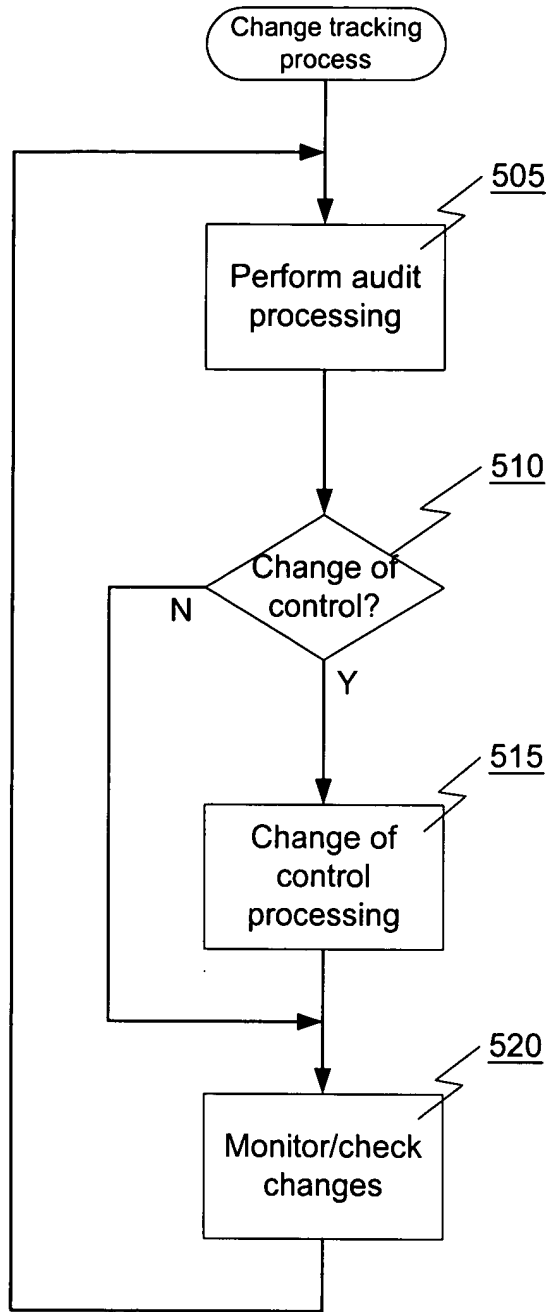 Change tracking
process
505
Perform audit
processing
510
Change of
control?
N
Y
515
Change of
control
processing
520
Monitor/check
changes